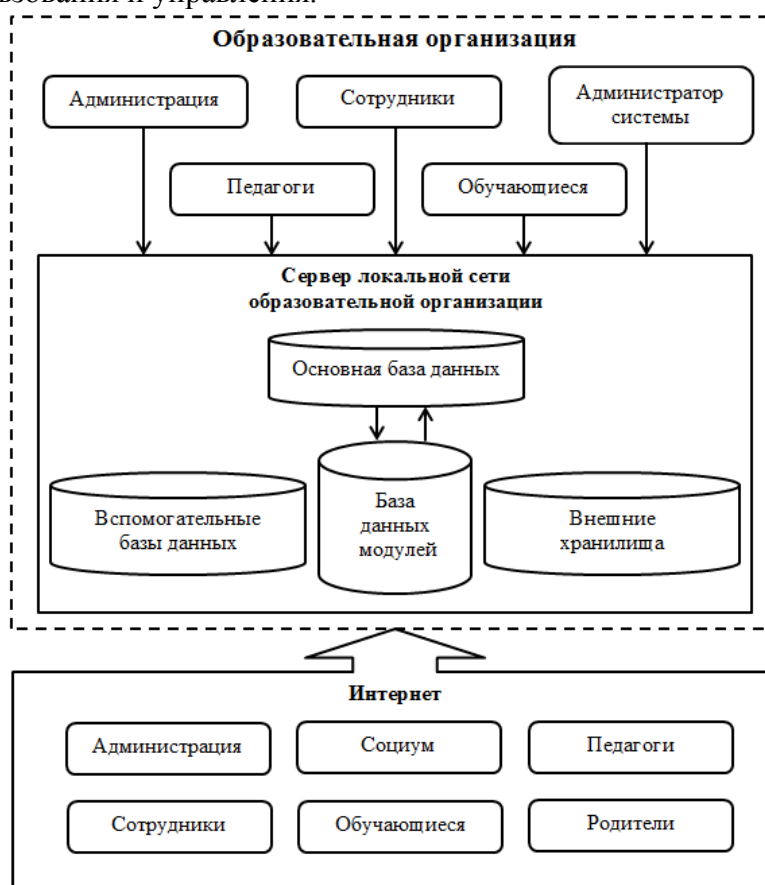 Образовательная организация
Администрация
Сотрудники
Администратор
системы
Педагоги
Обучающиеся
Сервер локальной сети
образовательной организации
Основная база данных
Вспомогательные
базы данных
База
данных
модулей
Внешние
хранилища
Интернет
Администрация
Социум
Педагоги
Сотрудники
Обучающиеся
Родители